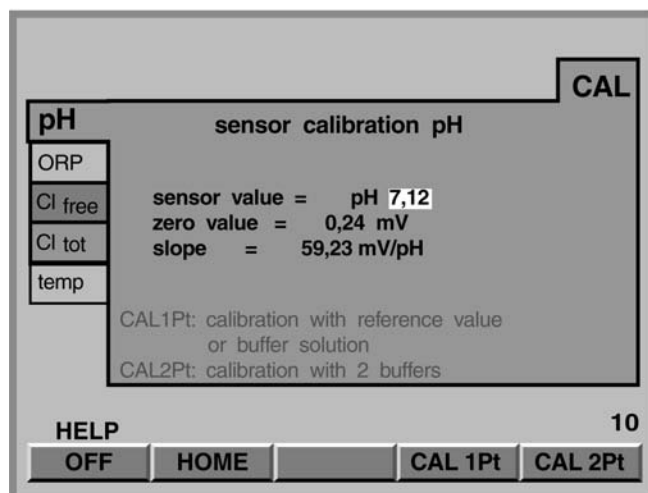 CAL
pH
sensor calibration pH
ORP
Cl free
Cl tot
temp
sensor value = pH 7,12
zero value = 0,24 mV
slope = 59,23 mV/pH
CAL1Pt: calibration with reference value
or buffer solution
CAL2Pt: calibration with 2 buffers
HELP
10
OFF HOME CAL 1Pt CAL 2Pt